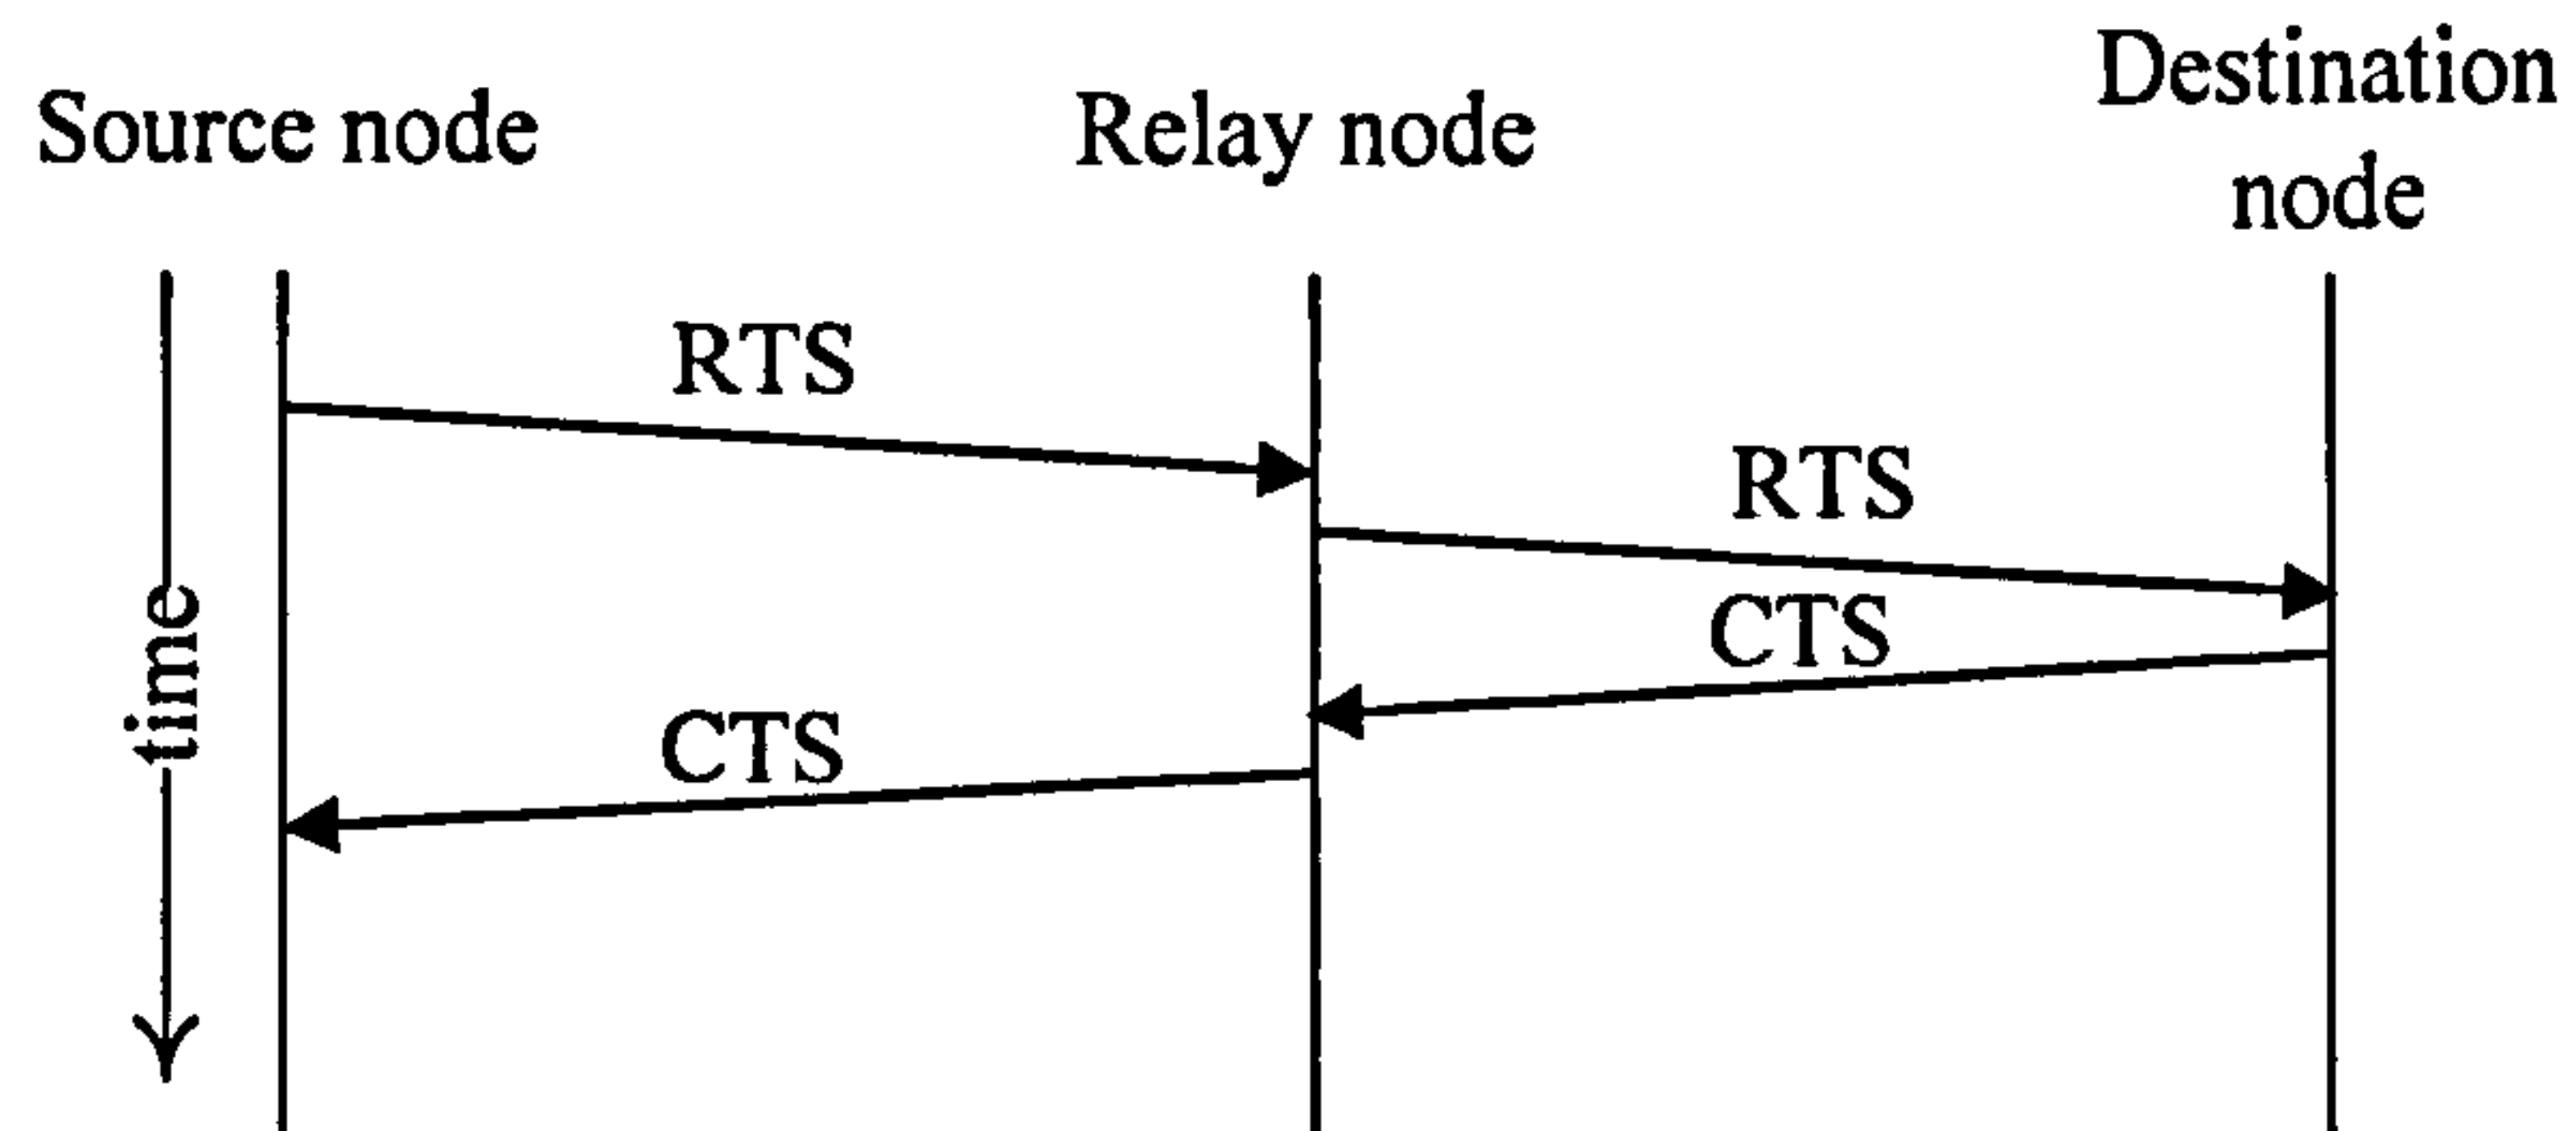 Source node
Relay node
Destination
node
RTS
RTS
CTS
CTS
time